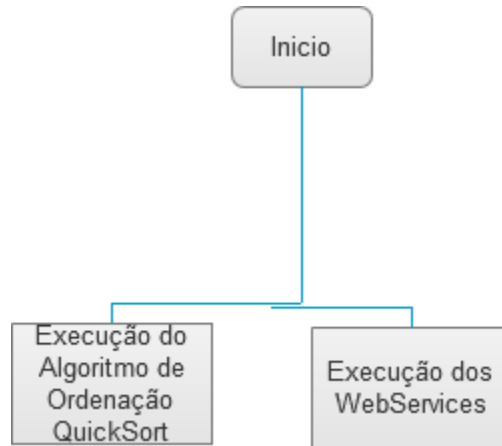 Inicio
Execução do
Algoritmo de
Ordenação
QuickSort
Execução dos
WebServices